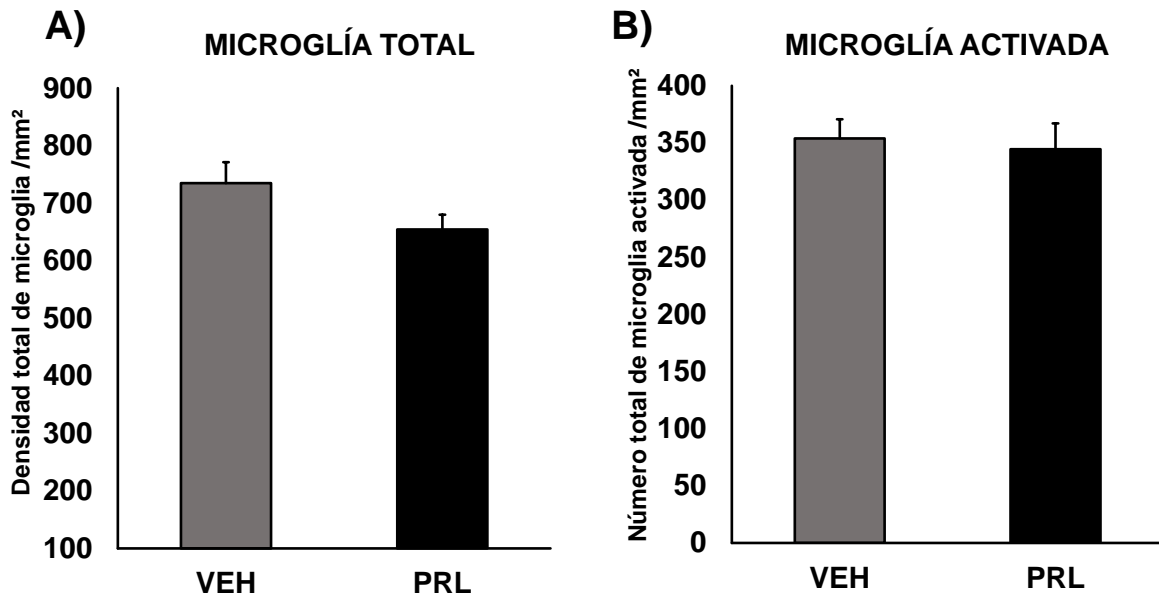 A)
MICROGLÍA TOTAL
Densidad total de microglia /mm²
900
800
700
600
500
400
300
200
100
VEH
PRL
B)
MICROGLÍA ACTIVADA
Número total de microglia activada /mm²
400
350
300
250
200
150
100
50
0
VEH
PRL